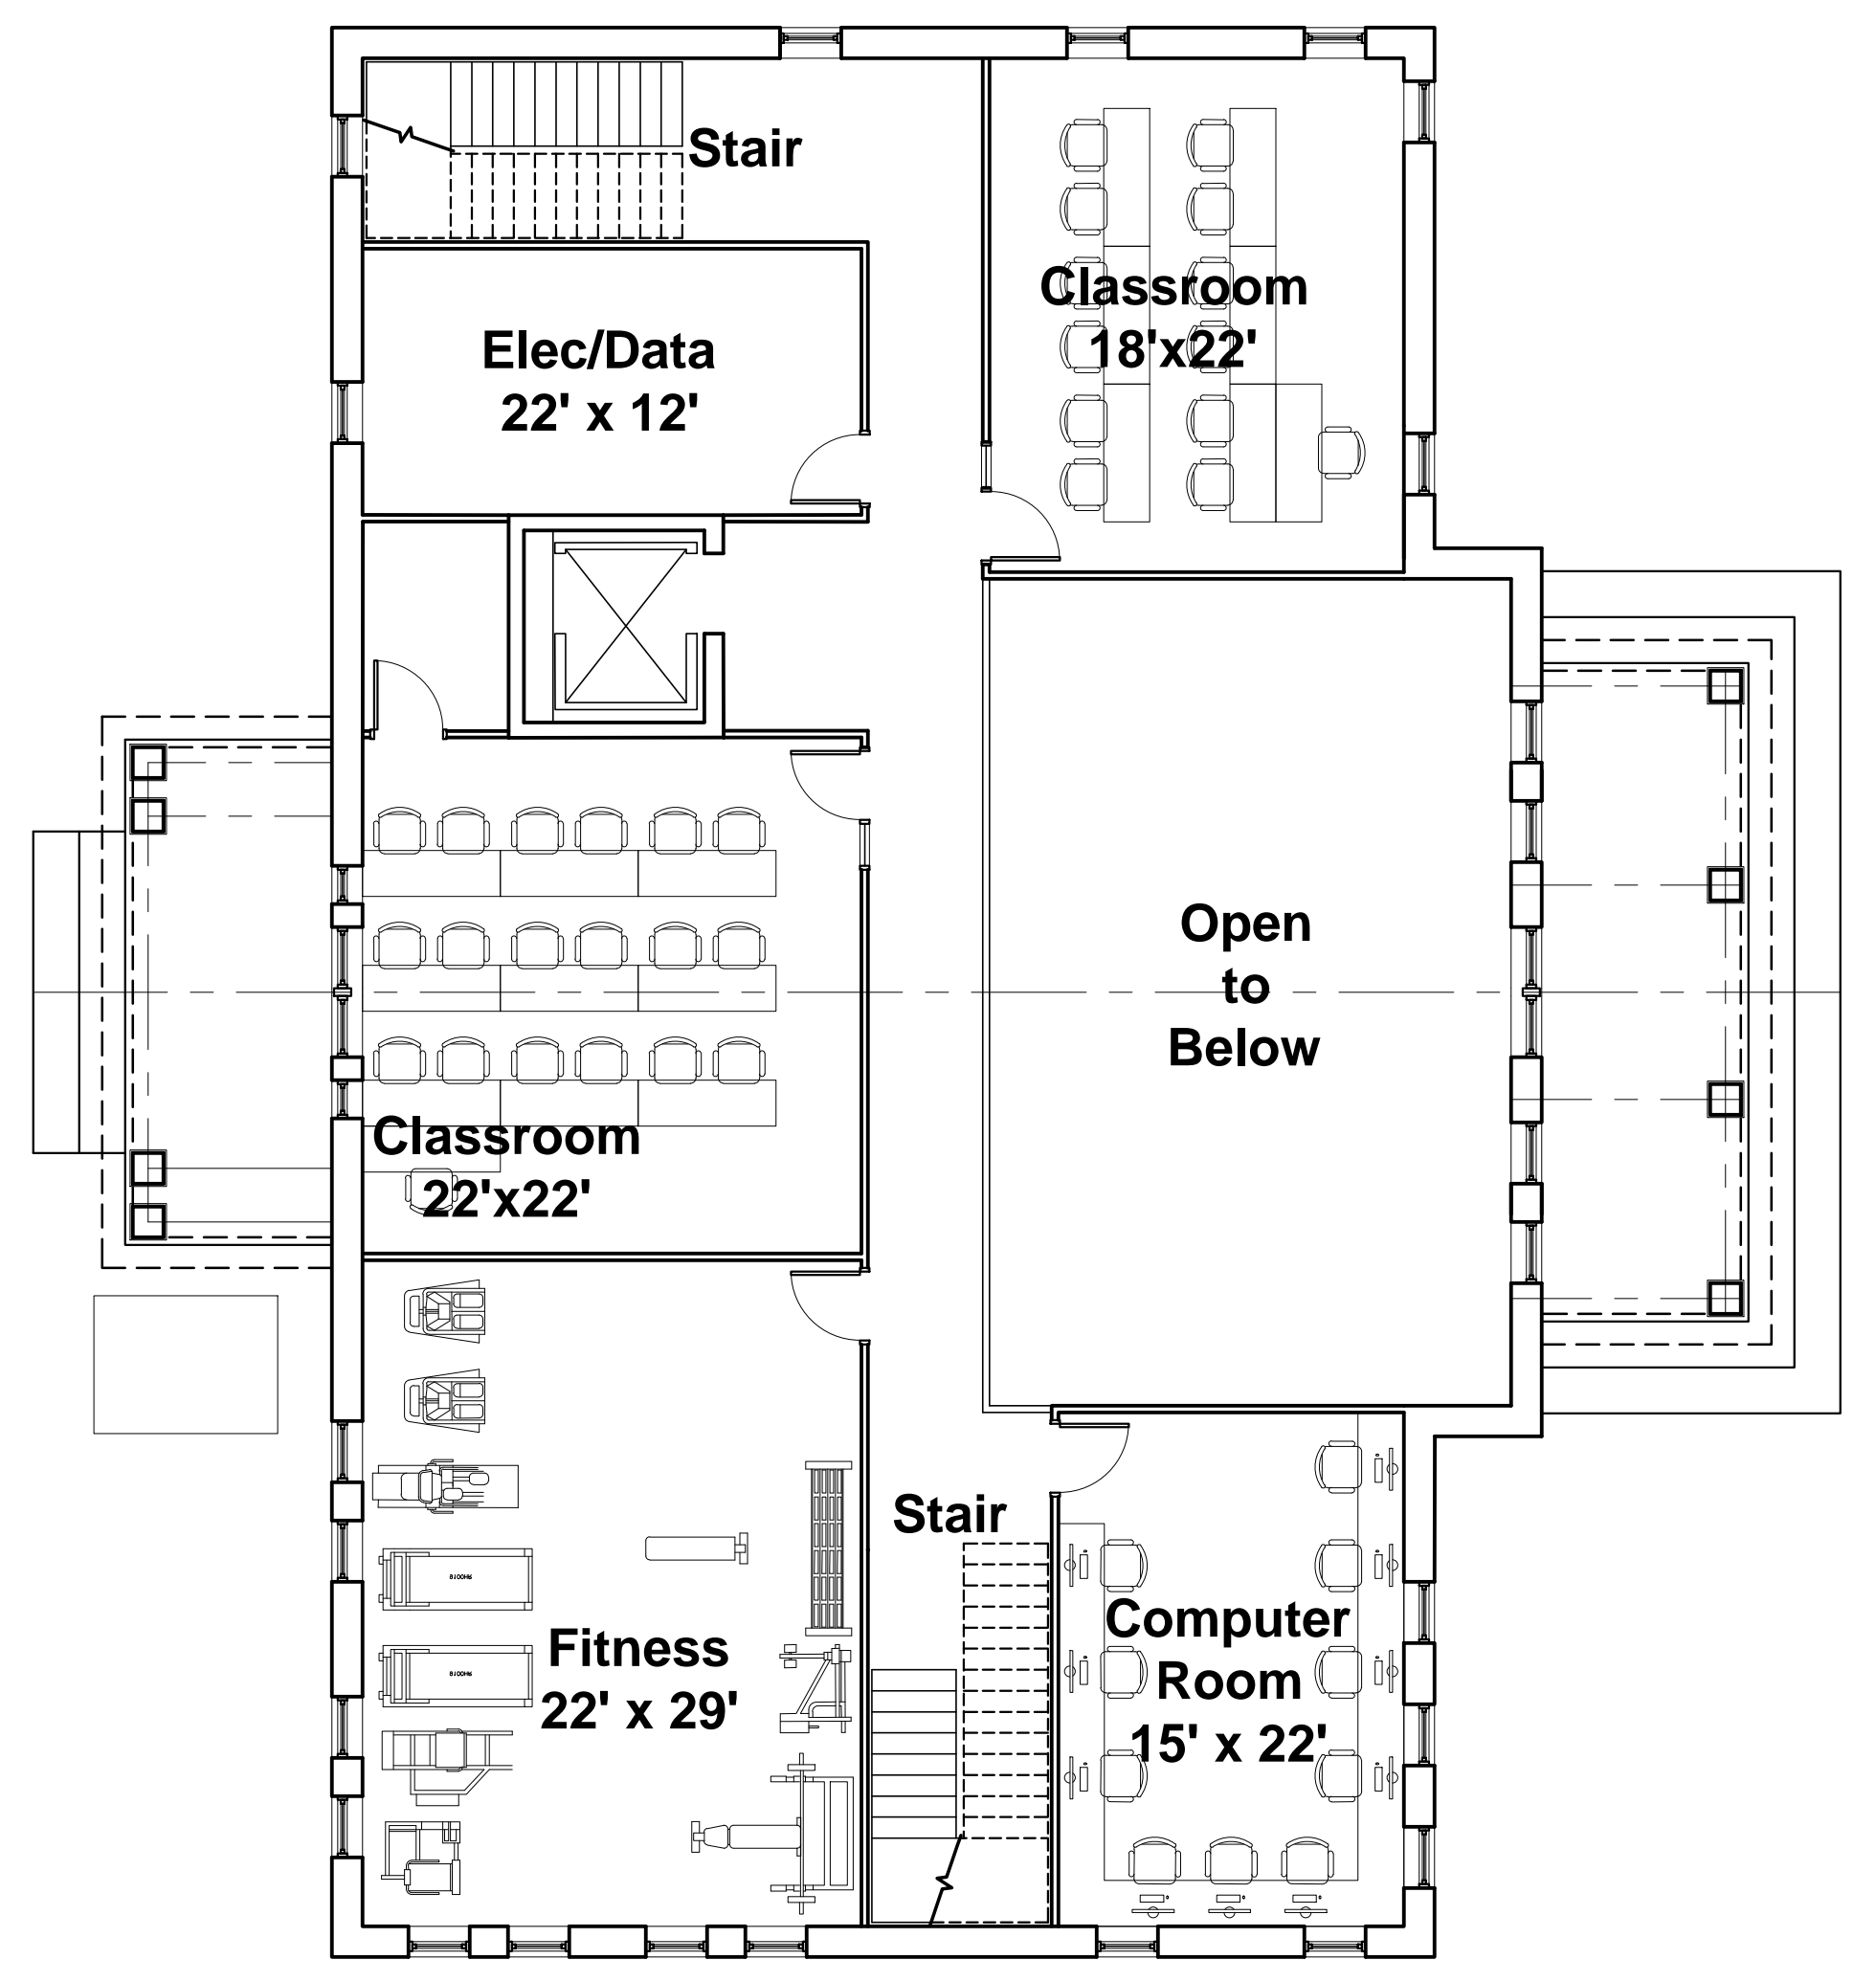 Stair
Classroom
18'x22'
Elec/Data
22' x 12'
Open
to
Below
Classroom
22'x22'
Stair
Fitness
22' x 29'
Computer
Room
15' x 22'